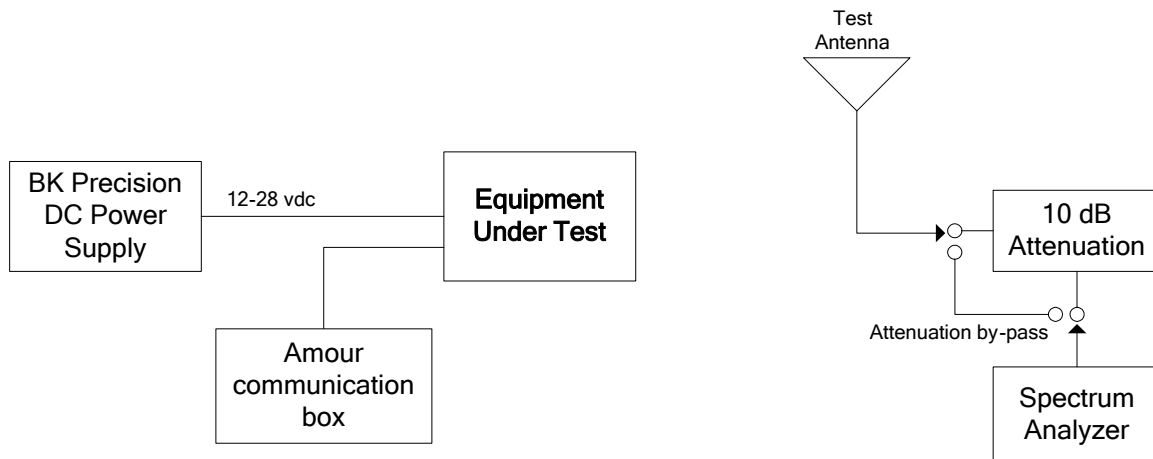 Test
Antenna
BK Precision
DC Power
Supply
12-28 vdc
Equipment
Under Test
10 dB
Attenuation
Attenuation by-pass
Amour
communication
box
Spectrum
Analyzer